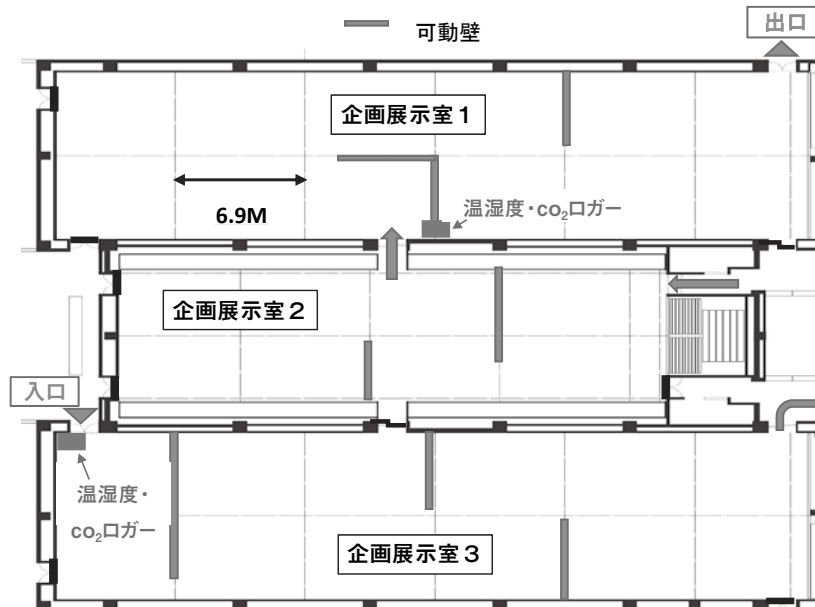 可動壁
出口
企画展示室1
6.9M
温湿度・co₂ロガー
企画展示室2
入口
温湿度・
co₂ロガー
企画展示室3